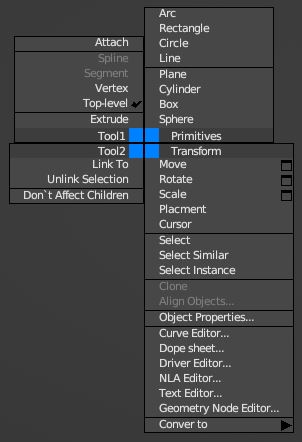 Arc
Rectangle
Circle
Line
Plane
Cylinder
Box
Sphere
Primitives
Attach
Spline
Segment
Vertex
Top-level
Extrude
Tool1
Tool2
Link To
Unlink Selection
Don`t Affect Children
Transform
Move
Rotate
Scale
Placment
Cursor
Select
Select Similar
Select Instance
Clone
Align Objects...
Object Properties...
Curve Editor...
Dope sheet...
Driver Editor...
NLA Editor...
Text Editor...
Geometry Node Editor...
Convert to